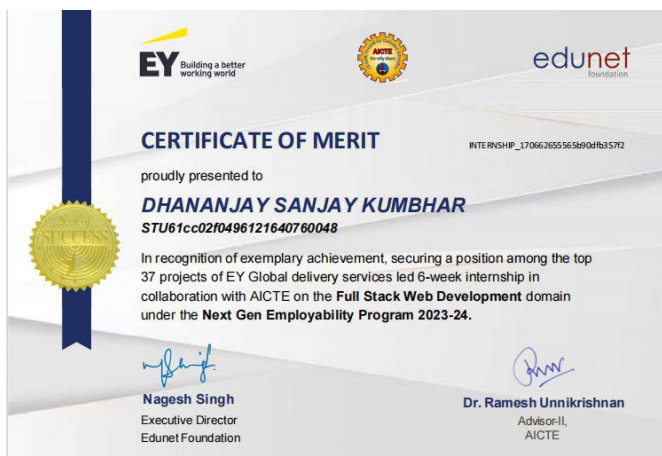 EY Building a better
working world
AICTE
edunet
foundation
CERTIFICATE OF MERIT
INTERNSHIP_170662655565b90dfb357f2
proudly presented to
DHANANJAY SANJAY KUMBHAR
STU61cc02f0496121640760048
SUCCESS
In recognition of exemplary achievement, securing a position among the top
37 projects of EY Global delivery services led 6-week internship in
collaboration with AICTE on the Full Stack Web Development domain
under the Next Gen Employability Program 2023-24.
Nagesh Singh
Executive Director
Edunet Foundation
Dr. Ramesh Unnikrishnan
Advisor-II,
AICTE